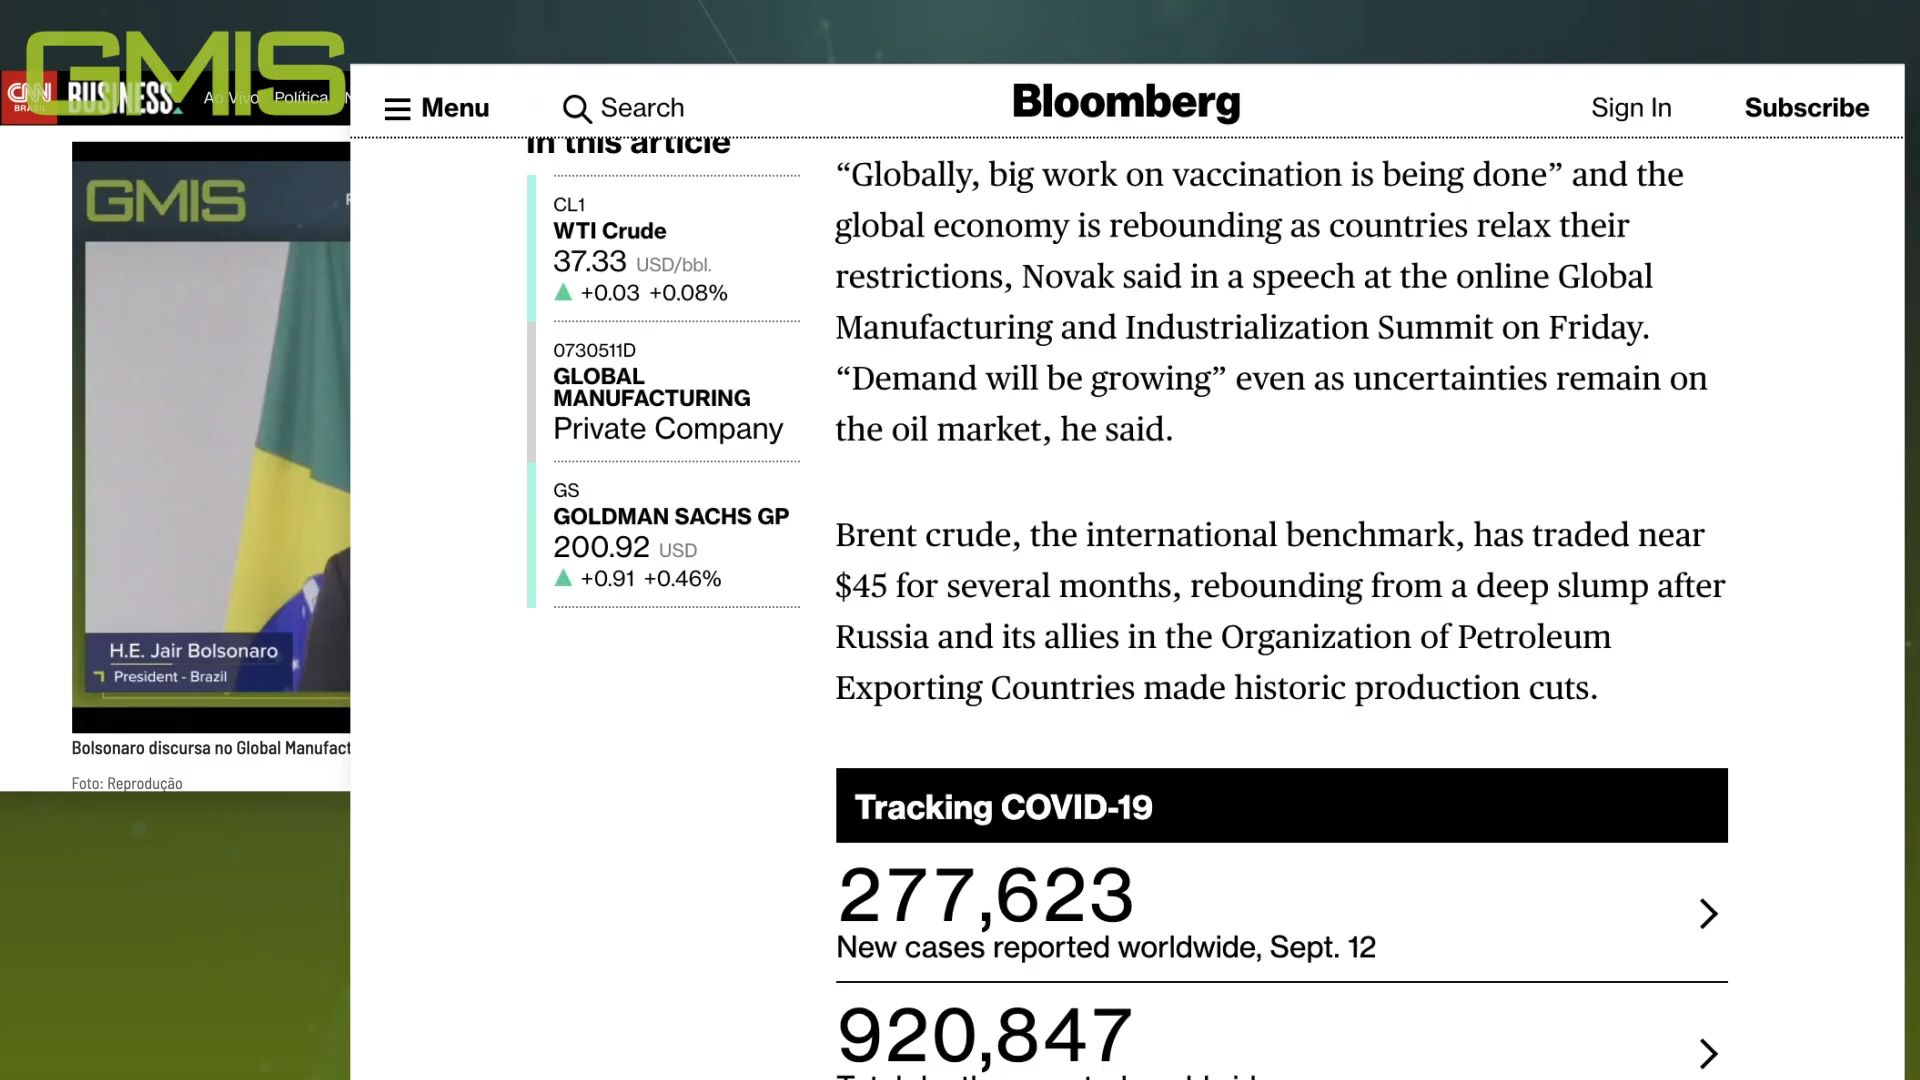 GMIS
CNN
BRASIL
BUSINESS
Ao Vivo Política
GMIS
H.E. Jair Bolsonaro
President - Brazil
Bolsonaro discursa no Global Manufact
Foto: Reprodução
Menu
Search
Bloomberg
Sign In
Subscribe
In this article
CL1
WTI Crude
37.33 USD/bbl.
+0.03 +0.08%
0730511D
GLOBAL
MANUFACTURING
Private Company
GS
GOLDMAN SACHS GP
200.92 USD
+0.91 +0.46%
“Globally, big work on vaccination is being done” and the
global economy is rebounding as countries relax their
restrictions, Novak said in a speech at the online Global
Manufacturing and Industrialization Summit on Friday.
“Demand will be growing” even as uncertainties remain on
the oil market, he said.
Brent crude, the international benchmark, has traded near
$45 for several months, rebounding from a deep slump after
Russia and its allies in the Organization of Petroleum
Exporting Countries made historic production cuts.
Tracking COVID-19
277,623
New cases reported worldwide, Sept. 12
920,847